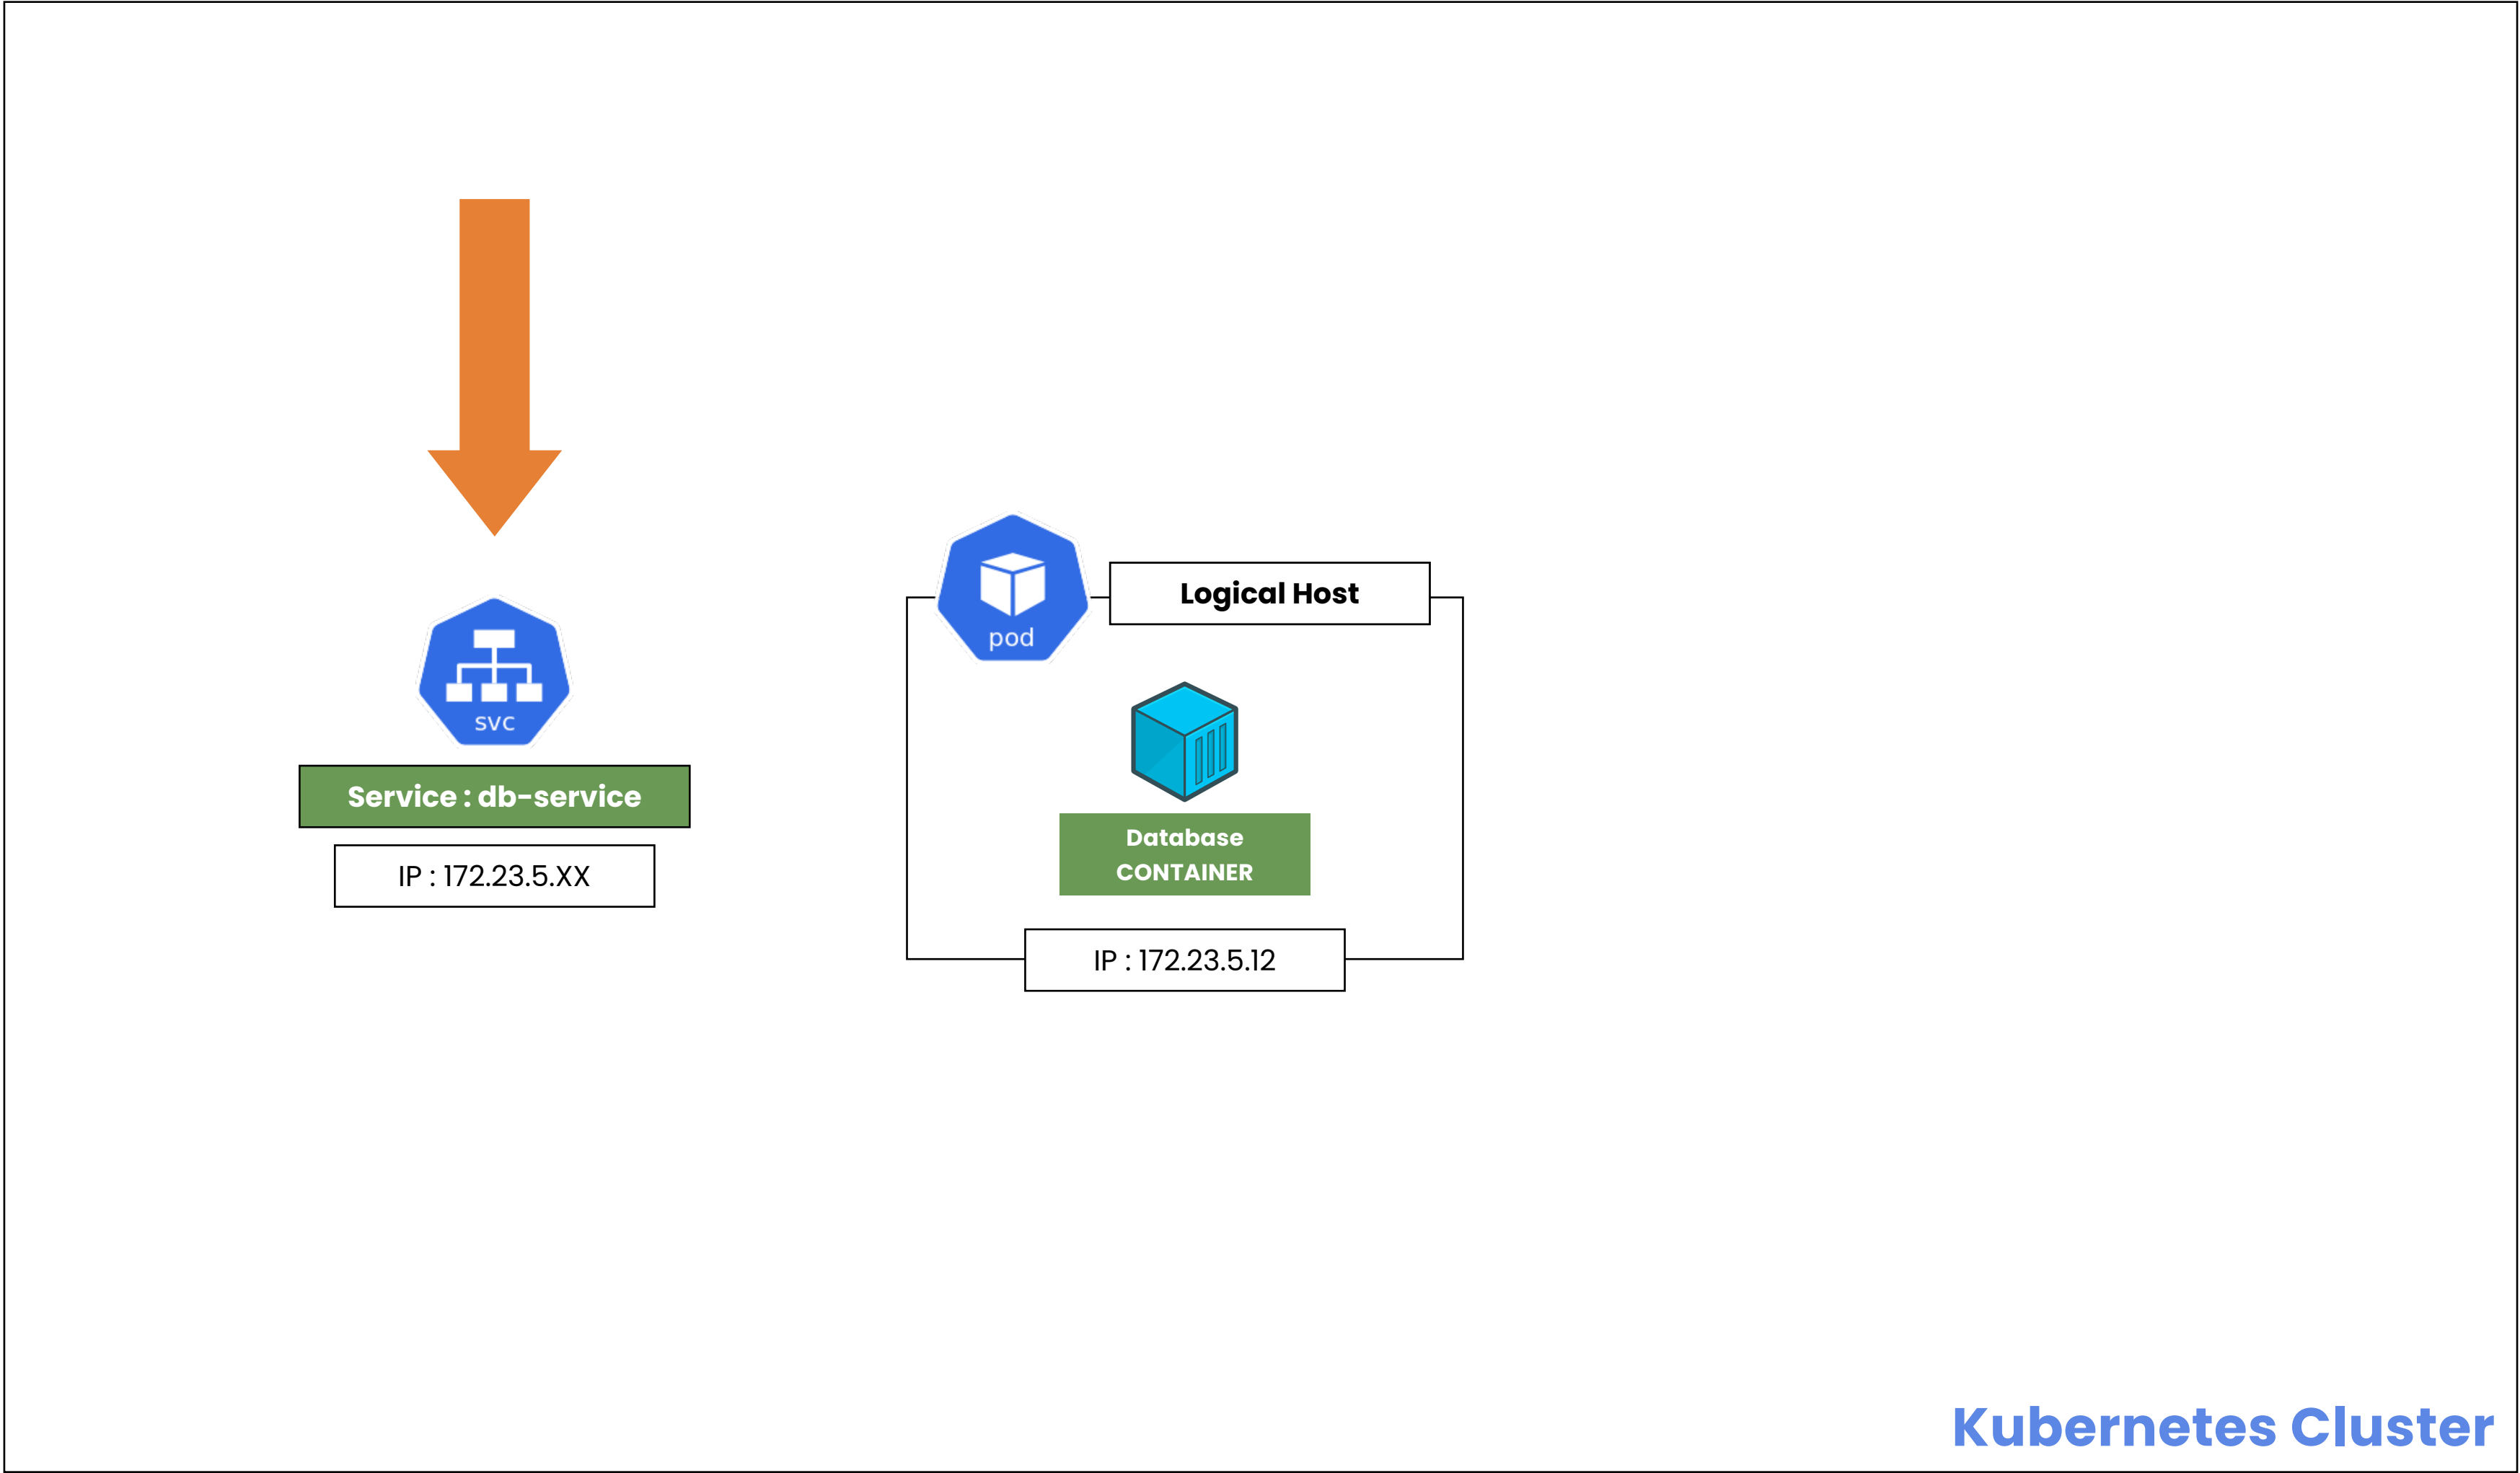 svc
Service : db-service
IP : 172.23.5.XX
pod
Logical Host
Database
CONTAINER
IP : 172.23.5.12
Kubernetes Cluster